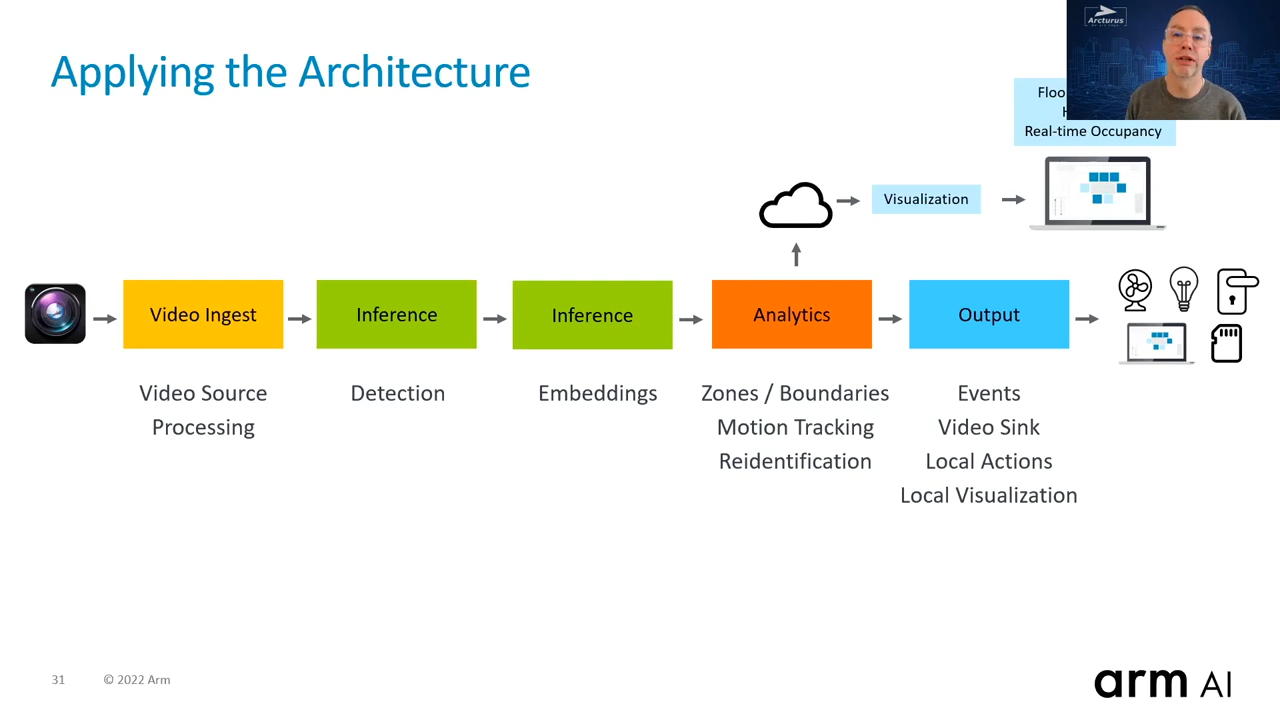 Applying the Architecture
Arcturus
Real-time Occupancy
Visualization
Video Ingest
Inference
Inference
Analytics
Output
Video Source
Processing
Detection
Embeddings
Zones / Boundaries
Motion Tracking
Reidentification
Events
Video Sink
Local Actions
Local Visualization
31
© 2022 Arm
arm AI